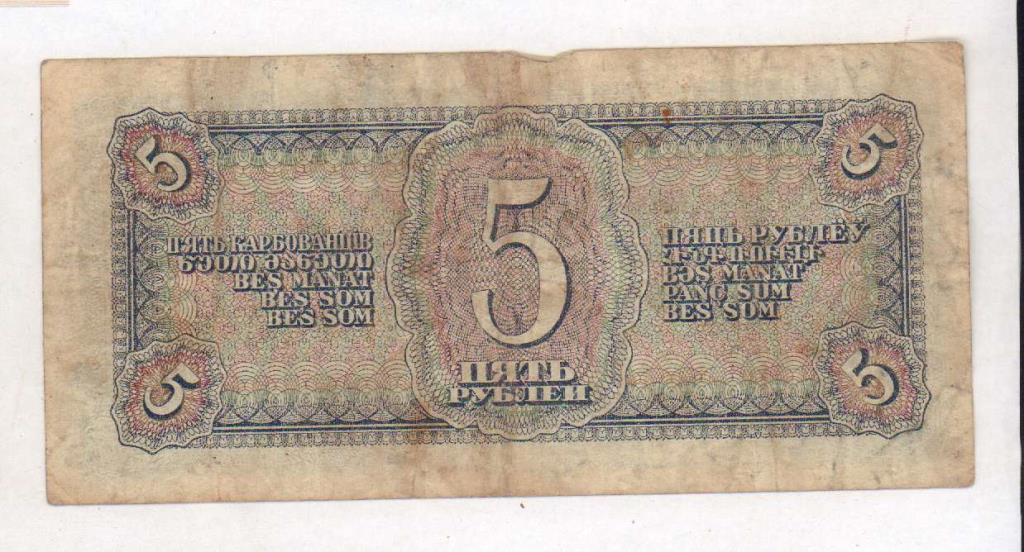 5
5
ПЯТЬ КАРБОВАНЦІВ
BES MANAT
BES SOM
BES SOM
5
ПЯТЬ
РУБЛЕЙ
ПЯЦЬ РУБЛЁЎ
BƏS MANAT
PANÇ SUM
BES SOM
5
5